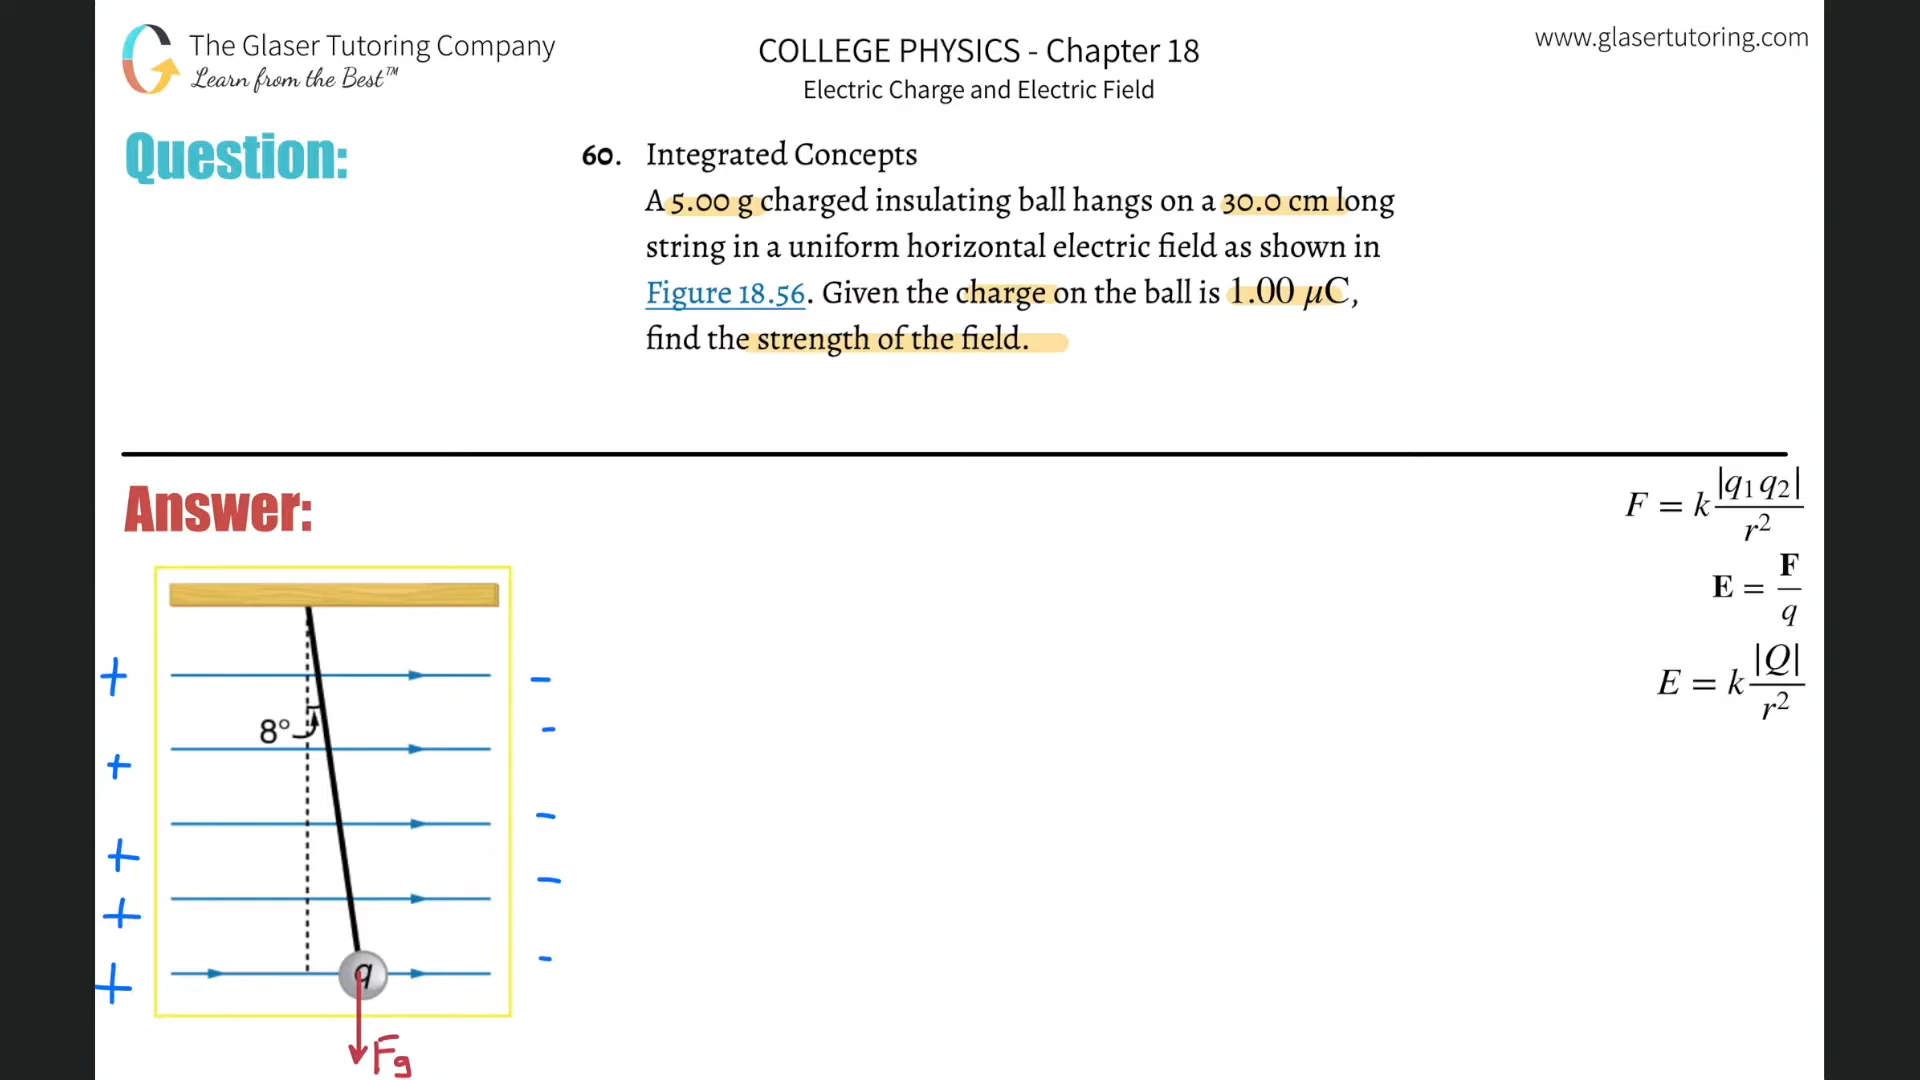 The Glaser Tutoring Company
Learn from the Best™
COLLEGE PHYSICS - Chapter 18
Electric Charge and Electric Field
www.glasertutoring.com
Question:
60. Integrated Concepts
A 5.00 g charged insulating ball hangs on a 30.0 cm long
string in a uniform horizontal electric field as shown in
Figure 18.56. Given the charge on the ball is 1.00 μC,
find the strength of the field.
Answer:
F = k |q₁q₂| / r²
E = F / q
E = k |Q| / r²
+ -
8° -
+
+ -
+ -
+ -
q
Fg